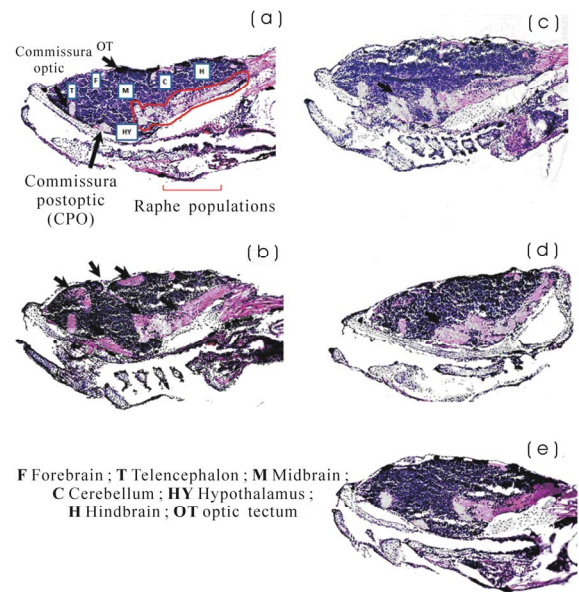 (a)
Commissura OT
optic
F
C
H
T
M
HY
Commissura
postoptic
(CPO)
Raphe populations
(c)
(b)
(d)
(e)
F Forebrain ; T Telencephalon ; M Midbrain ;
C Cerebellum ; HY Hypothalamus ;
H Hindbrain ; OT optic tectum